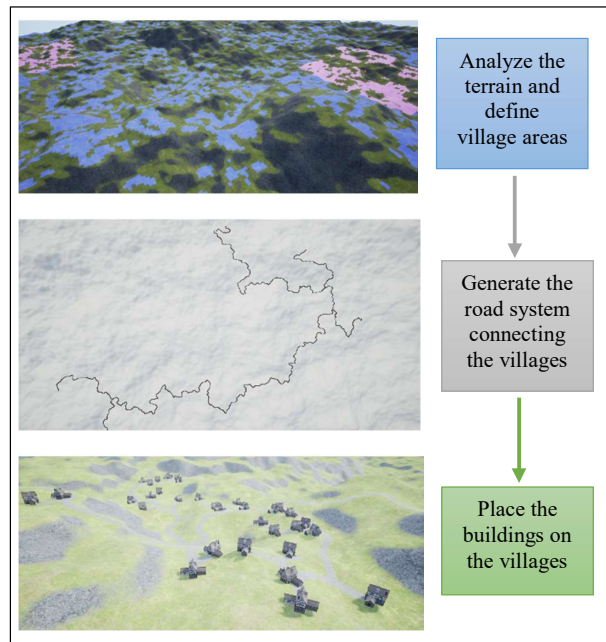 Analyze the
terrain and
define
village areas
Generate the
road system
connecting
the villages
Place the
buildings on
the villages